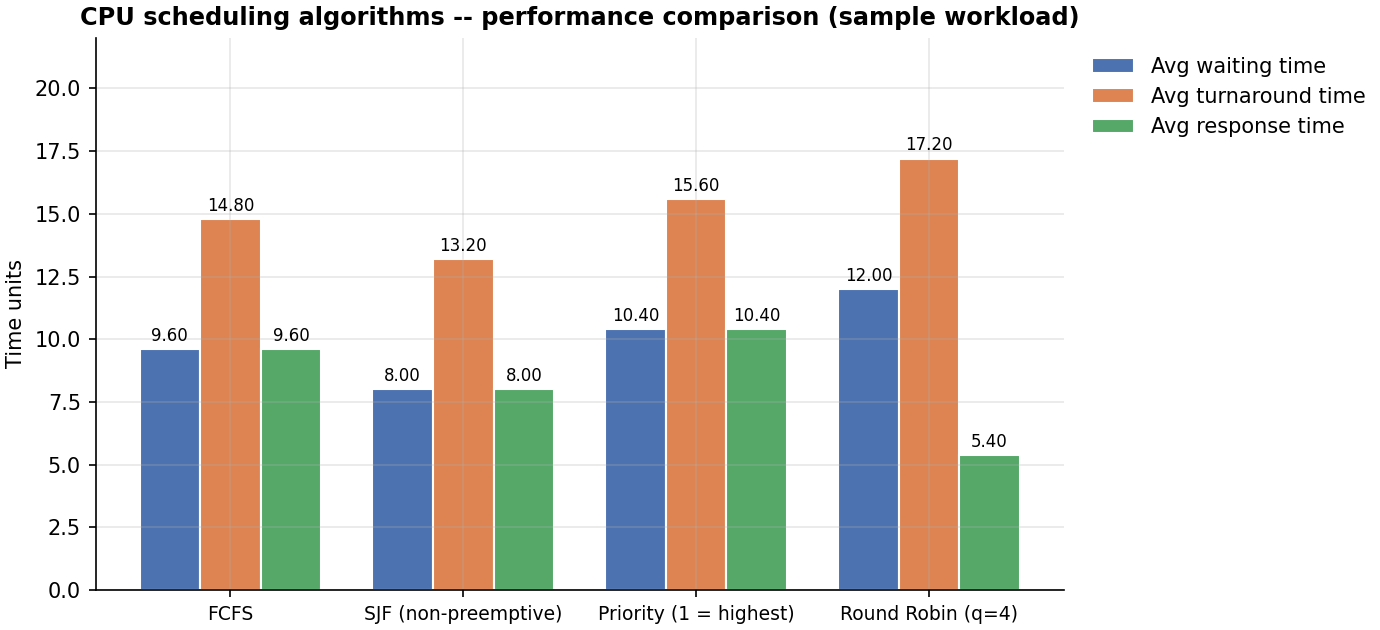 CPU scheduling algorithms -- performance comparison (sample workload)
Avg waiting time
Avg turnaround time
Avg response time
Time units
20.0
17.5
15.0
12.5
10.0
7.5
5.0
2.5
0.0
9.60
14.80
9.60
8.00
13.20
8.00
10.40
15.60
10.40
12.00
17.20
5.40
FCFS
SJF (non-preemptive)
Priority (1 = highest)
Round Robin (q=4)